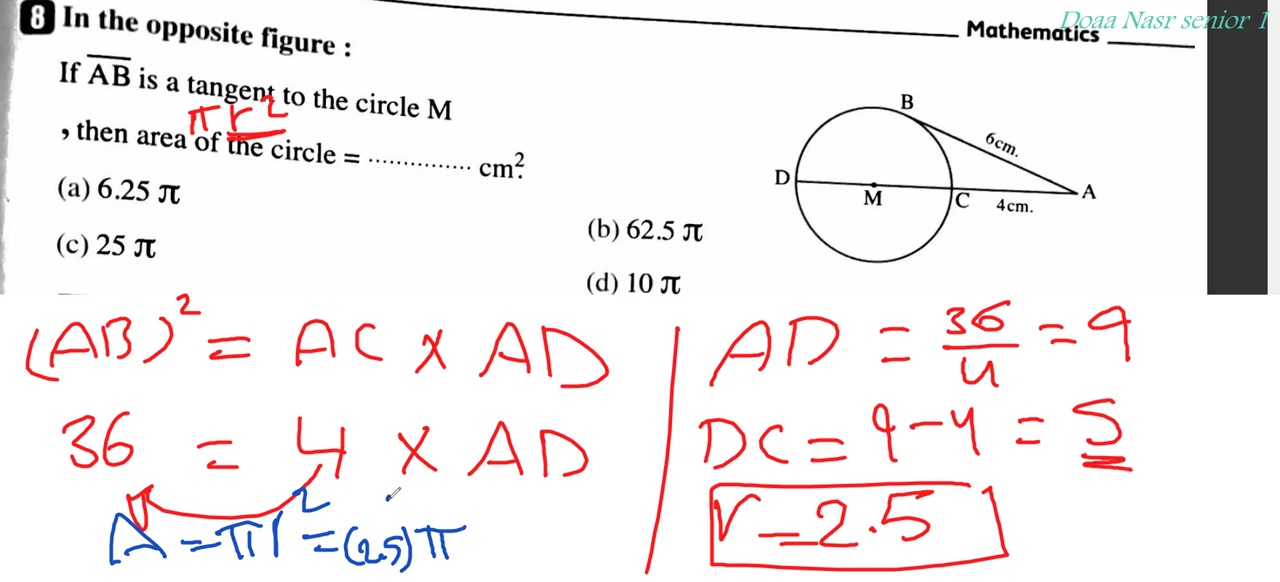 Doaa Nasr senior 1
Mathematics
8 In the opposite figure :
If AB is a tangent to the circle M
πr²
, then area of the circle = ............... cm².
(a) 6.25 π
(b) 62.5 π
(c) 25 π
(d) 10 π
B
6cm.
D
M
C
4cm.
A
(AB)² = AC × AD
36 = 4 × AD
A = πr² = (2.5) π
AD = 36/4 = 9
DC = 9 - 4 = 5
r = 2.5